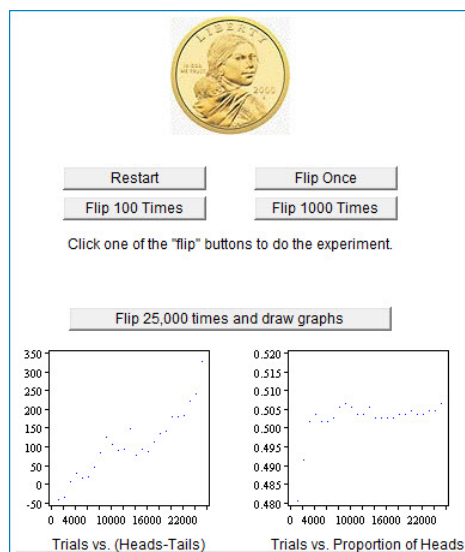 LIBERTY
IN GOD
WE TRUST
2000
Restart
Flip Once
Flip 100 Times
Flip 1000 Times
Click one of the "flip" buttons to do the experiment.
Flip 25,000 times and draw graphs
350
300
250
200
150
100
50
0
-50
0 4000 10000 16000 22000
Trials vs. (Heads-Tails)
0.520
0.515
0.510
0.505
0.500
0.495
0.490
0.485
0.480
0 4000 10000 16000 22000
Trials vs. Proportion of Heads